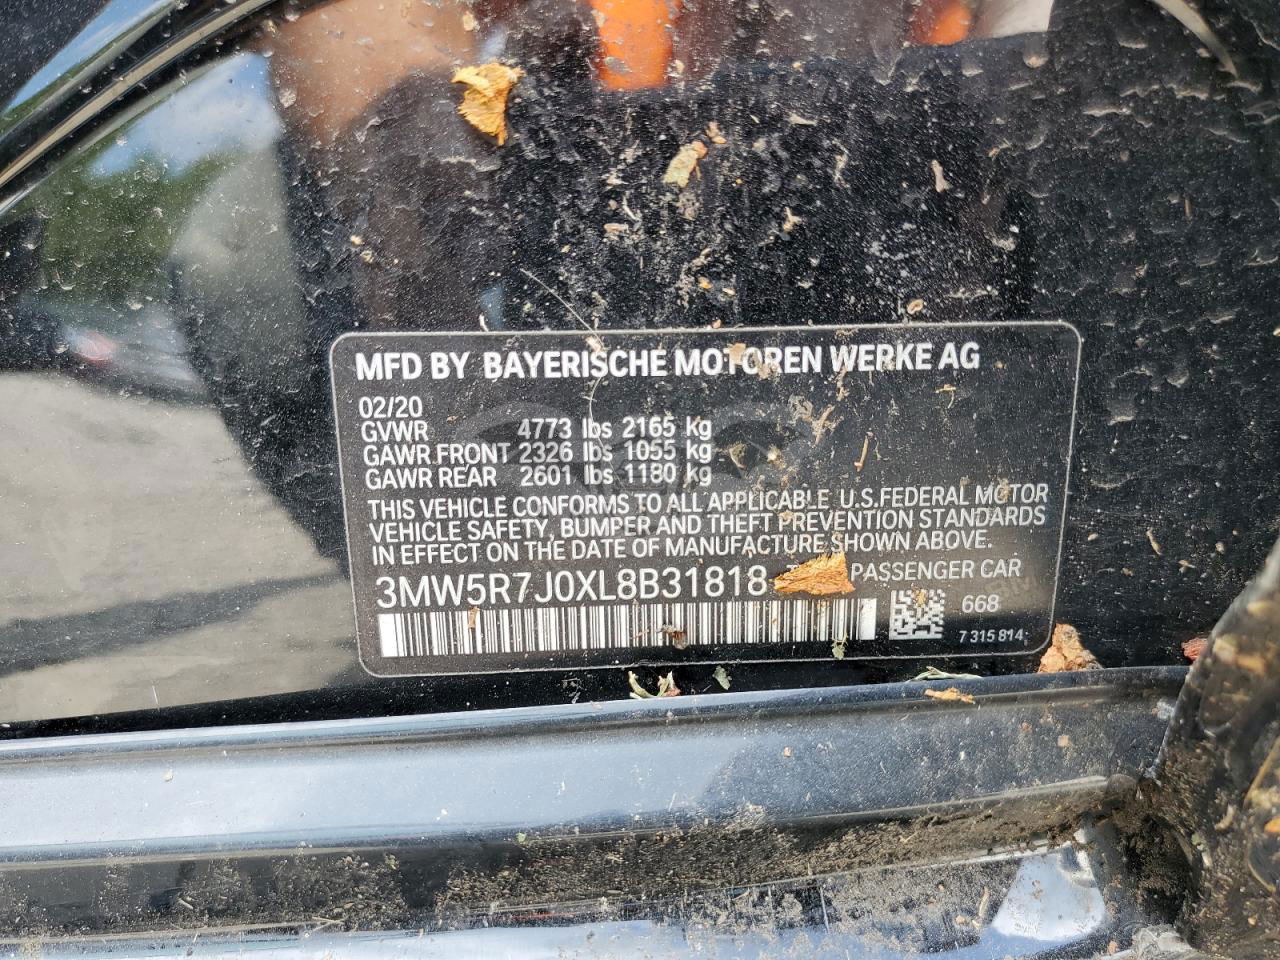 MFD BY BAYERISCHE MOTOREN WERKE AG
02/20
GVWR 4773 lbs 2165 kg
GAWR FRONT 2326 lbs 1055 kg
GAWR REAR 2601 lbs 1180 kg
THIS VEHICLE CONFORMS TO ALL APPLICABLE U.S.FEDERAL MOTOR
VEHICLE SAFETY, BUMPER AND THEFT PREVENTION STANDARDS
IN EFFECT ON THE DATE OF MANUFACTURE SHOWN ABOVE.
3MW5R7J0XL8B31818 PASSENGER CAR
668
7 315 814